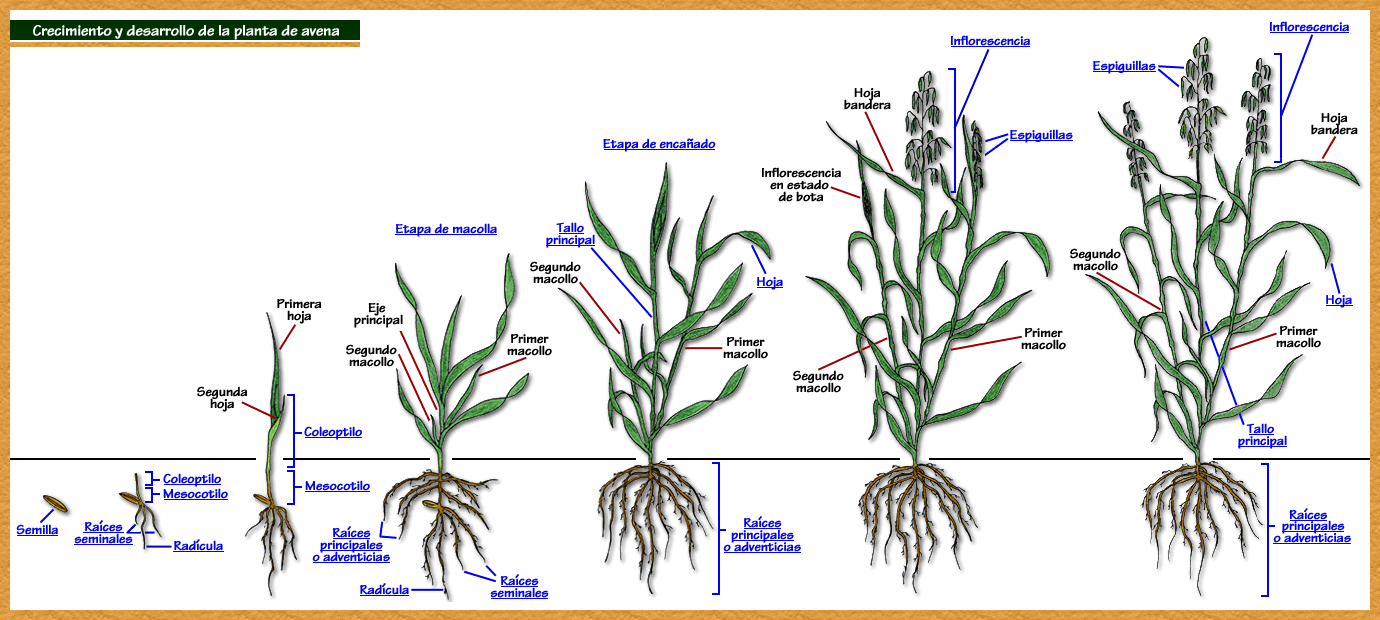 Crecimiento y desarrollo de la planta de avena
Semilla
Coleoptilo
Mesocotilo
Raíces
seminales
Radícula
Primera
hoja
Segunda
hoja
Coleoptilo
Mesocotilo
Etapa de macolla
Eje
principal
Segundo
macollo
Primer
macollo
Raíces
principales
o adventicias
Radícula
Raíces
seminales
Etapa de encañado
Tallo
principal
Segundo
macollo
Hoja
Primer
macollo
Raíces
principales
o adventicias
Inflorescencia
Hoja
bandera
Espiguillas
Inflorescencia
en estado
de bota
Primer
macollo
Segundo
macollo
Inflorescencia
Espiguillas
Hoja
bandera
Segundo
macollo
Hoja
Primer
macollo
Tallo
principal
Raíces
principales
o adventicias